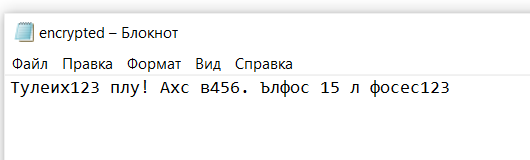 encrypted – Блокнот
Файл Правка Формат Вид Справка
Тулеих123 плу! Ахс в456. Ълфос 15 л фосес123